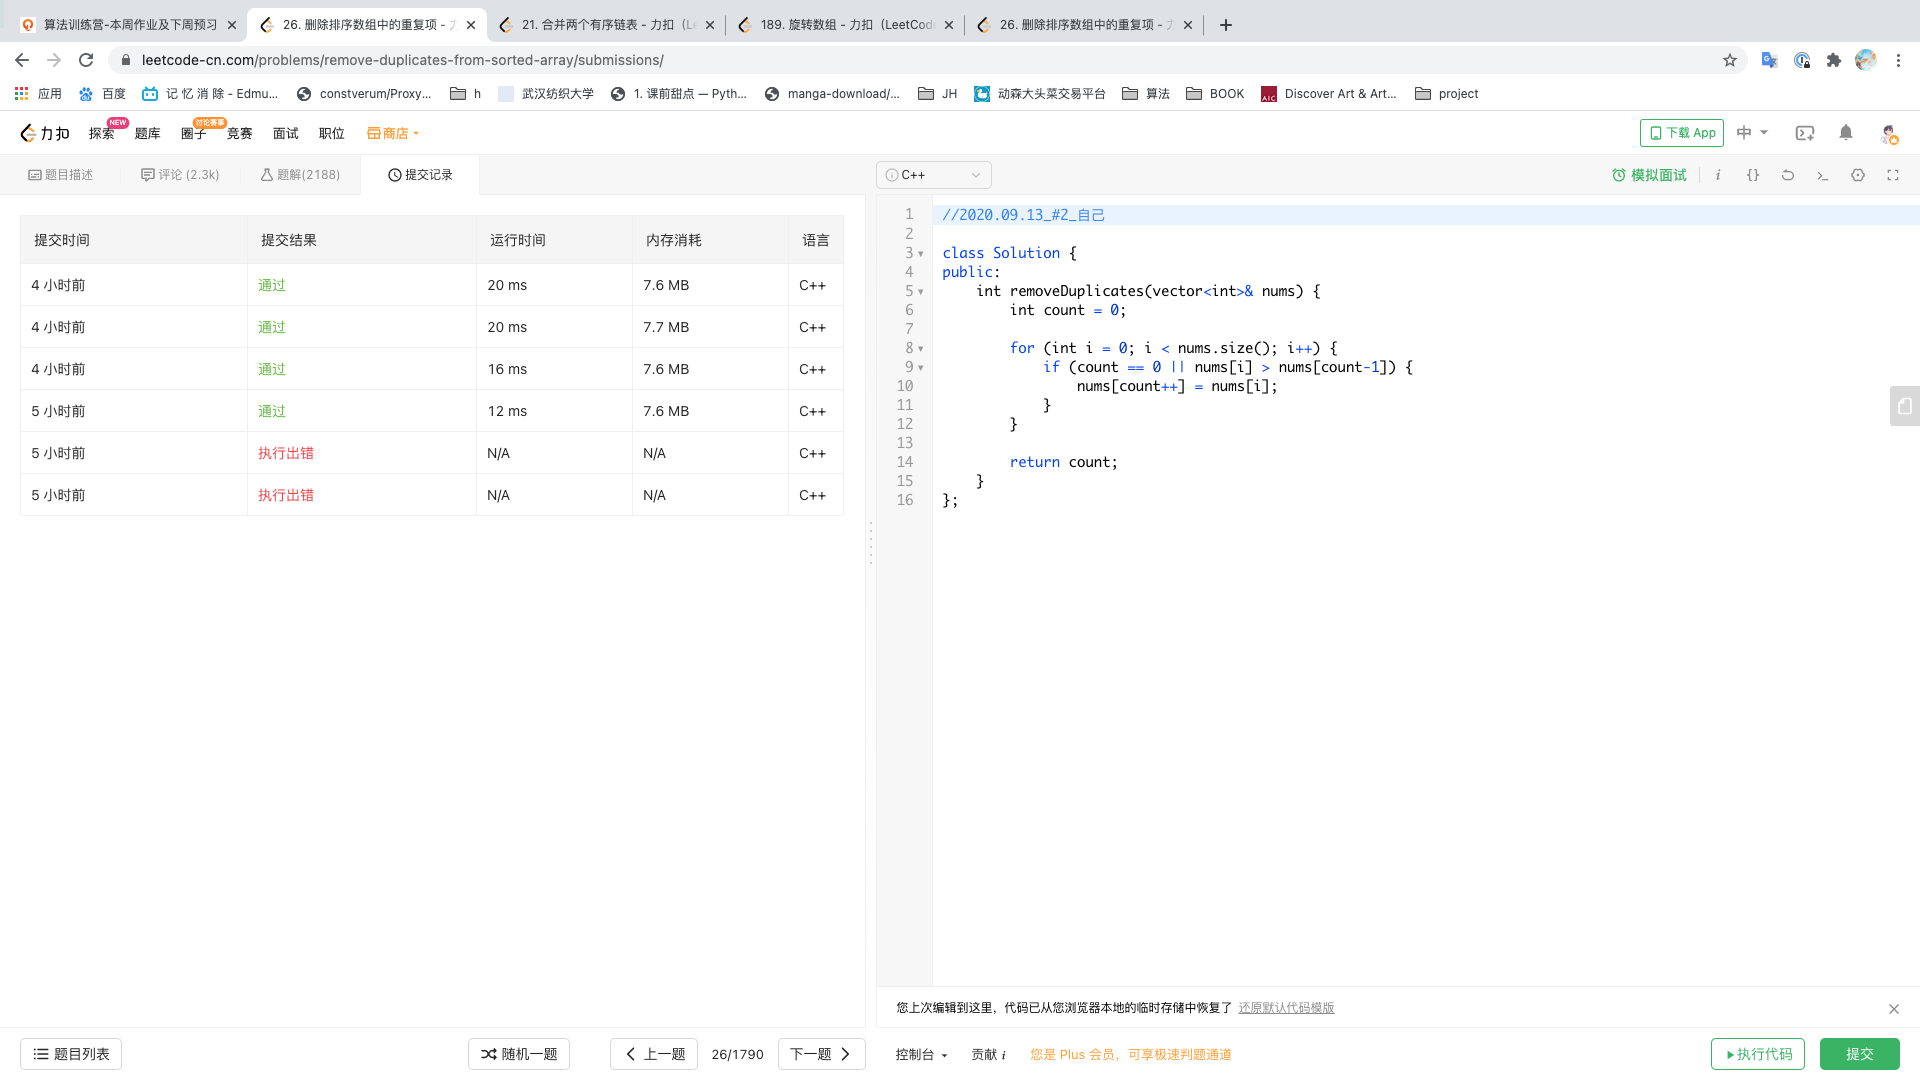 算法训练营-本周作业及下周预习
26. 删除排序数组中的重复项 - 力
21. 合并两个有序链表 - 力扣（Le
189. 旋转数组 - 力扣（LeetCode
26. 删除排序数组中的重复项 - 力
leetcode-cn.com/problems/remove-duplicates-from-sorted-array/submissions/
应用
百度
记 忆 消 除 - Edmu...
constverum/Proxy...
h
武汉纺织大学
1. 课前甜点 — Pyth...
manga-download/...
JH
动森大头菜交易平台
算法
BOOK
AIC
Discover Art & Art...
project
力扣
探索
NEW
题库
圈子
讨论赛事
竞赛
面试
职位
商店
下载 App
中
题目描述
评论 (2.3k)
题解(2188)
提交记录
C++
模拟面试
提交时间 提交结果 运行时间 内存消耗 语言
4 小时前 通过 20 ms 7.6 MB C++
4 小时前 通过 20 ms 7.7 MB C++
4 小时前 通过 16 ms 7.6 MB C++
5 小时前 通过 12 ms 7.6 MB C++
5 小时前 执行出错 N/A N/A C++
5 小时前 执行出错 N/A N/A C++
1 //2020.09.13_#2_自己
2
3 class Solution {
4 public:
5     int removeDuplicates(vector<int>& nums) {
6         int count = 0;
7
8         for (int i = 0; i < nums.size(); i++) {
9             if (count == 0 || nums[i] > nums[count-1]) {
10                 nums[count++] = nums[i];
11             }
12         }
13
14         return count;
15     }
16 };
您上次编辑到这里，代码已从您浏览器本地的临时存储中恢复了 还原默认代码模版
题目列表
随机一题
上一题
26/1790
下一题
控制台
贡献 i
您是 Plus 会员，可享极速判题通道
执行代码
提交